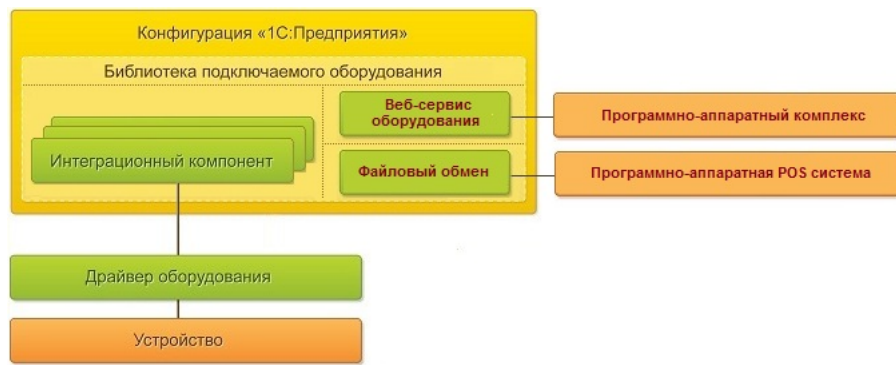 Конфигурация «1С:Предприятия»
Библиотека подключаемого оборудования
Веб-сервис
оборудования
Программно-аппаратный комплекс
Интеграционный компонент
Файловый обмен
Программно-аппаратная POS система
Драйвер оборудования
Устройство